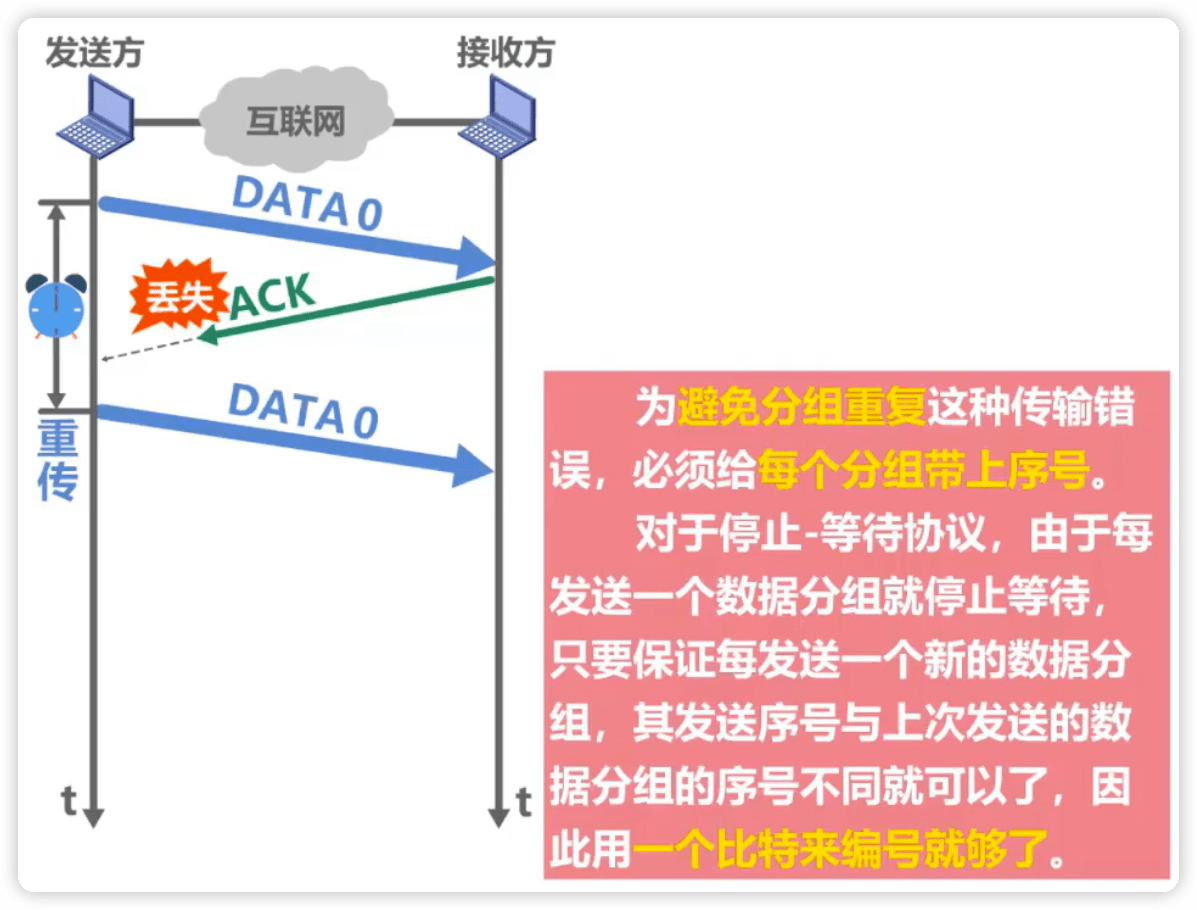 发送方
接收方
互联网
DATA 0
丢失
ACK
DATA 0
重
传
t
t
为避免分组重复这种传输错
误，必须给每个分组带上序号。
对于停止-等待协议，由于每
发送一个数据分组就停止等待，
只要保证每发送一个新的数据分
组，其发送序号与上次发送的数
据分组的序号不同就可以了，因
此用一个比特来编号就够了。